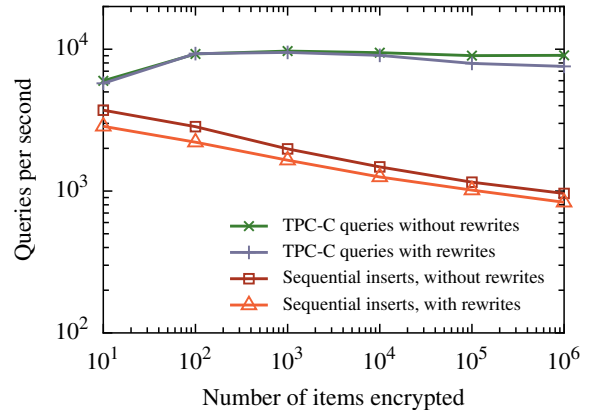 Queries per second
10^4
10^3
10^2
TPC-C queries without rewrites
TPC-C queries with rewrites
Sequential inserts, without rewrites
Sequential inserts, with rewrites
10^1 10^2 10^3 10^4 10^5 10^6
Number of items encrypted